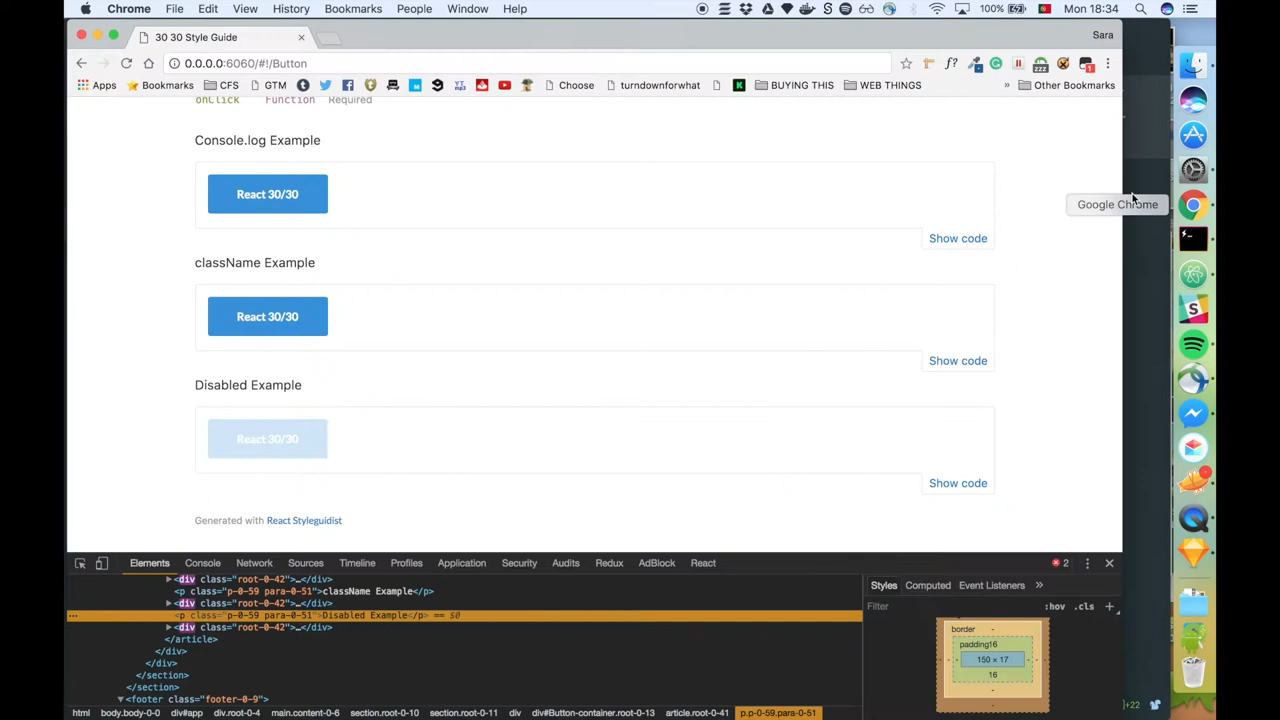 Chrome File Edit View History Bookmarks People Window Help 100% Mon 18:34
30 30 Style Guide Sara
0.0.0.0:6060/#!/Button
Apps Bookmarks CFS GTM Choose turndownforwhat BUYING THIS WEB THINGS » Other Bookmarks
onClick Function Required
Console.log Example
React 30/30
Google Chrome
Show code
className Example
React 30/30
Show code
Disabled Example
React 30/30
Show code
Generated with React Styleguidist
Elements Console Network Sources Timeline Profiles Application Security Audits Redux AdBlock React 2
▶<div class="root-0-42">…</div>
<p class="p-0-59 para-0-51">className Example</p>
▶<div class="root-0-42">…</div>
<p class="p-0-59 para-0-51">Disabled Example</p> == $0
▶<div class="root-0-42">…</div>
</article>
</div>
</div>
</section>
</section>
▼<footer class="footer-0-9">
html body.body-0-0 div#app div.root-0-4 main.content-0-6 section.root-0-10 section.root-0-11 div div#Button-container.root-0-13 article.root-0-41 p.p-0-59.para-0-51
Styles Computed Event Listeners »
Filter :hov .cls +
border -
padding16
150 × 17
16
-
]+22